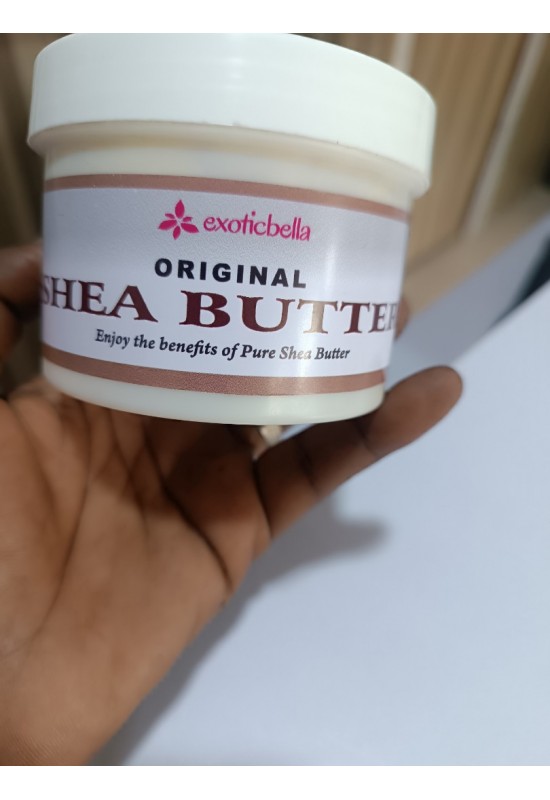 exoticbella
ORIGINAL
SHEA BUTTER
Enjoy the benefits of Pure Shea Butter